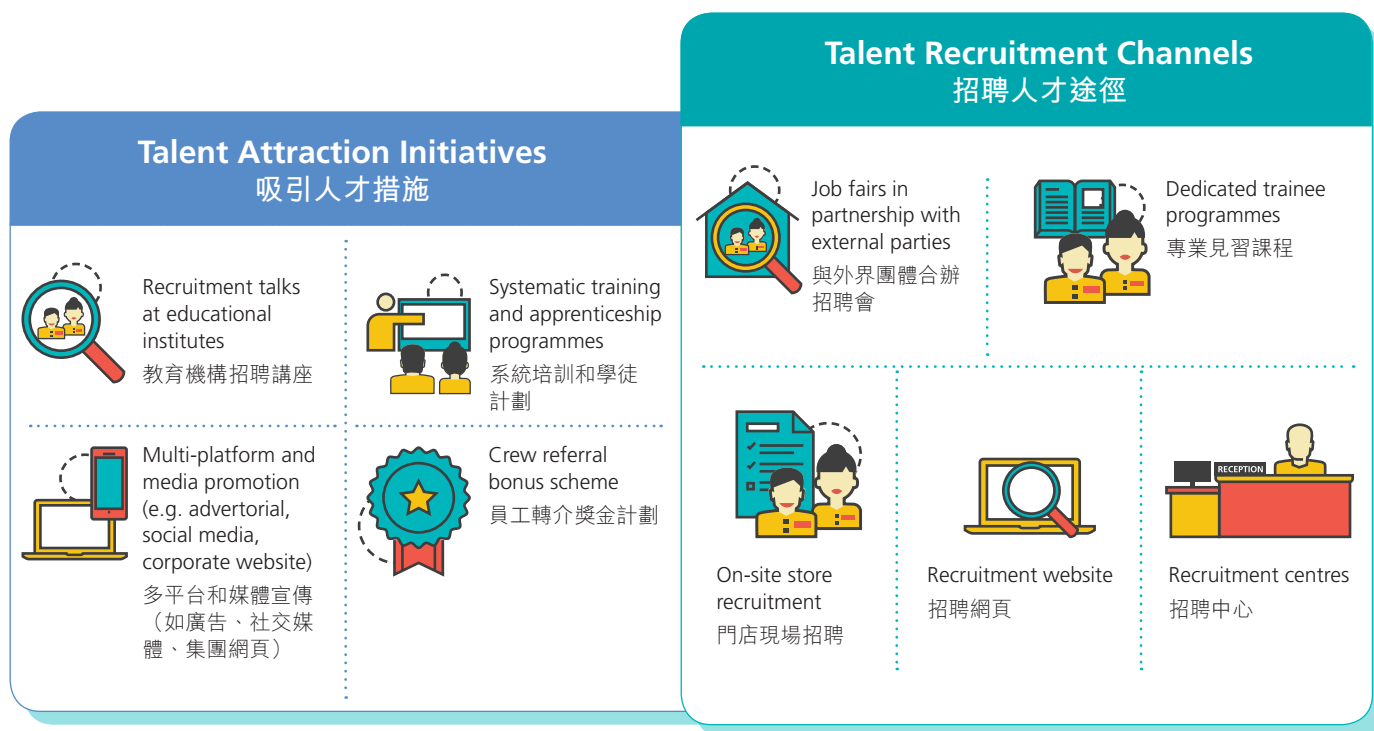 Talent Attraction Initiatives
吸引人才措施
Recruitment talks
at educational
institutes
教育機構招聘講座
Systematic training
and apprenticeship
programmes
系統培訓和學徒
計劃
Multi-platform and
media promotion
(e.g. advertorial,
social media,
corporate website)
多平台和媒體宣傳
（如廣告、社交媒
體、集團網頁）
Crew referral
bonus scheme
員工轉介獎金計劃
Talent Recruitment Channels
招聘人才途徑
Job fairs in
partnership with
external parties
與外界團體合辦
招聘會
Dedicated trainee
programmes
專業見習課程
On-site store
recruitment
門店現場招聘
Recruitment website
招聘網頁
RECEPTION
Recruitment centres
招聘中心